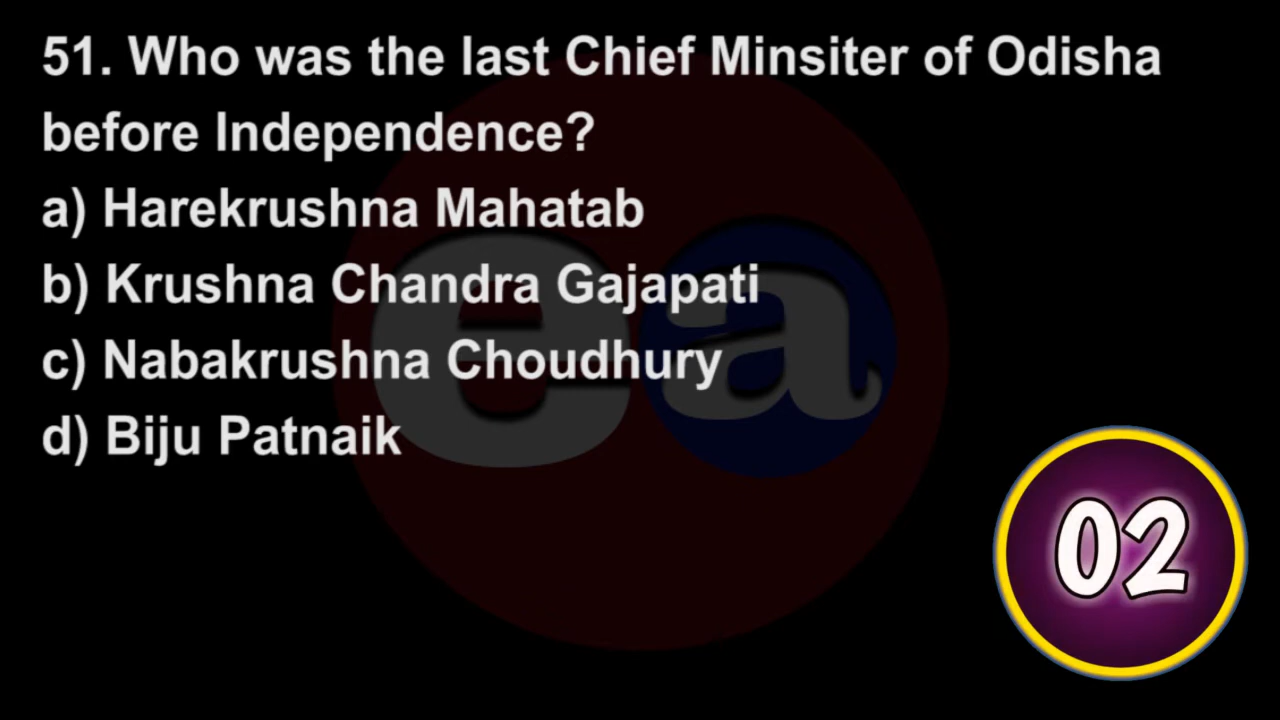 51. Who was the last Chief Minsiter of Odisha
before Independence?
a) Harekrushna Mahatab
b) Krushna Chandra Gajapati
c) Nabakrushna Choudhury
d) Biju Patnaik
ea
02